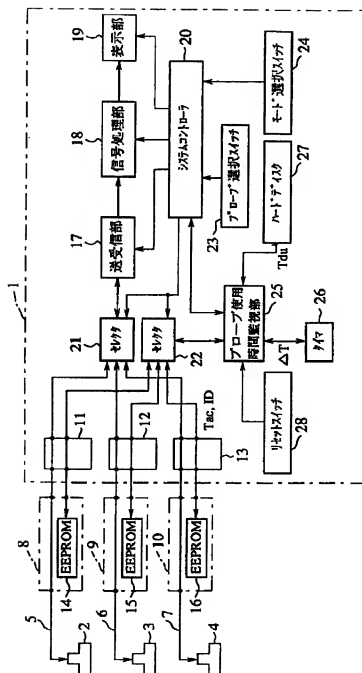 1
19
表示部
20
18
信号処理部
システムコントローラ
24
モード選択スイッチ
17
送受信部
プローブ選択スイッチ
23
27
ハードディスク
Tdu
21
セレクタ
セレクタ
22
プローブ使用
時間監視部
25
ΔT
26
タイマ
28
リセットスイッチ
11
12
13
Tac, ID
8
9
10
EEPROM
14
EEPROM
15
EEPROM
16
5
6
7
2
3
4